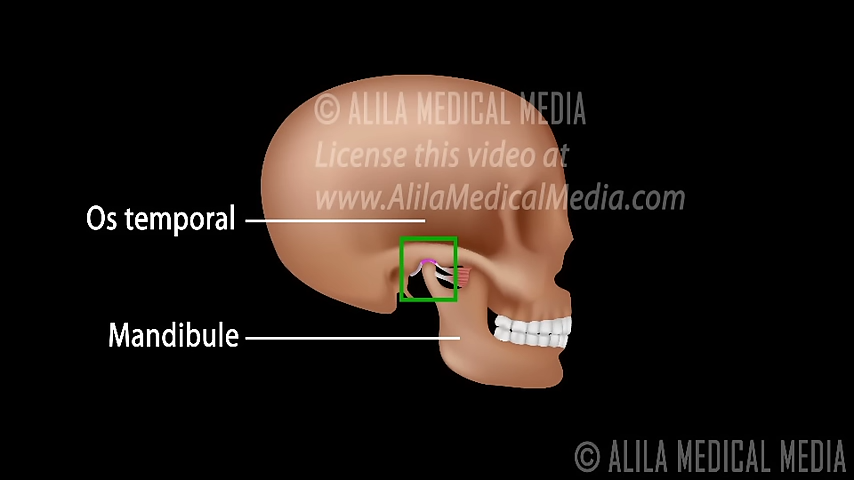 © ALILA MEDICAL MEDIA
License this video at
www.AlilaMedicalMedia.com
Os temporal
Mandibule
© ALILA MEDICAL MEDIA